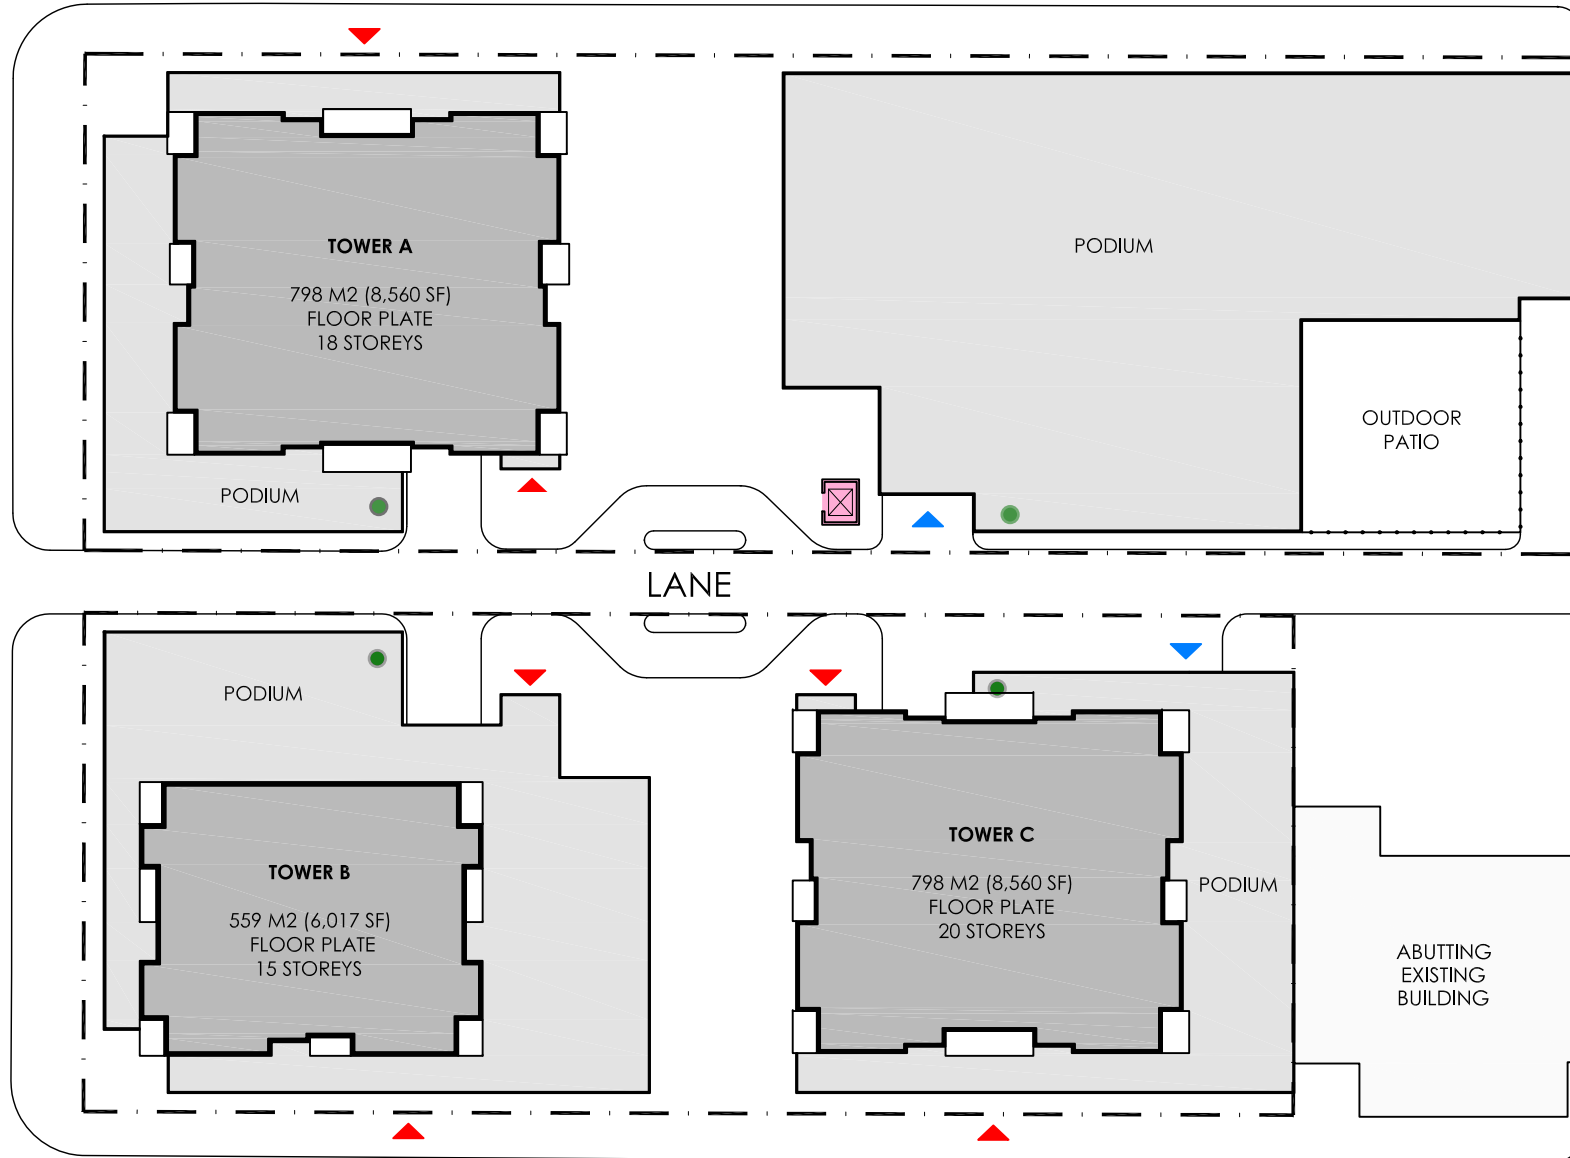 TOWER A
798 M2 (8,560 SF)
FLOOR PLATE
18 STOREYS
PODIUM
PODIUM
OUTDOOR
PATIO
LANE
PODIUM
TOWER B
559 M2 (6,017 SF)
FLOOR PLATE
15 STOREYS
TOWER C
798 M2 (8,560 SF)
FLOOR PLATE
20 STOREYS
PODIUM
ABUTTING
EXISTING
BUILDING